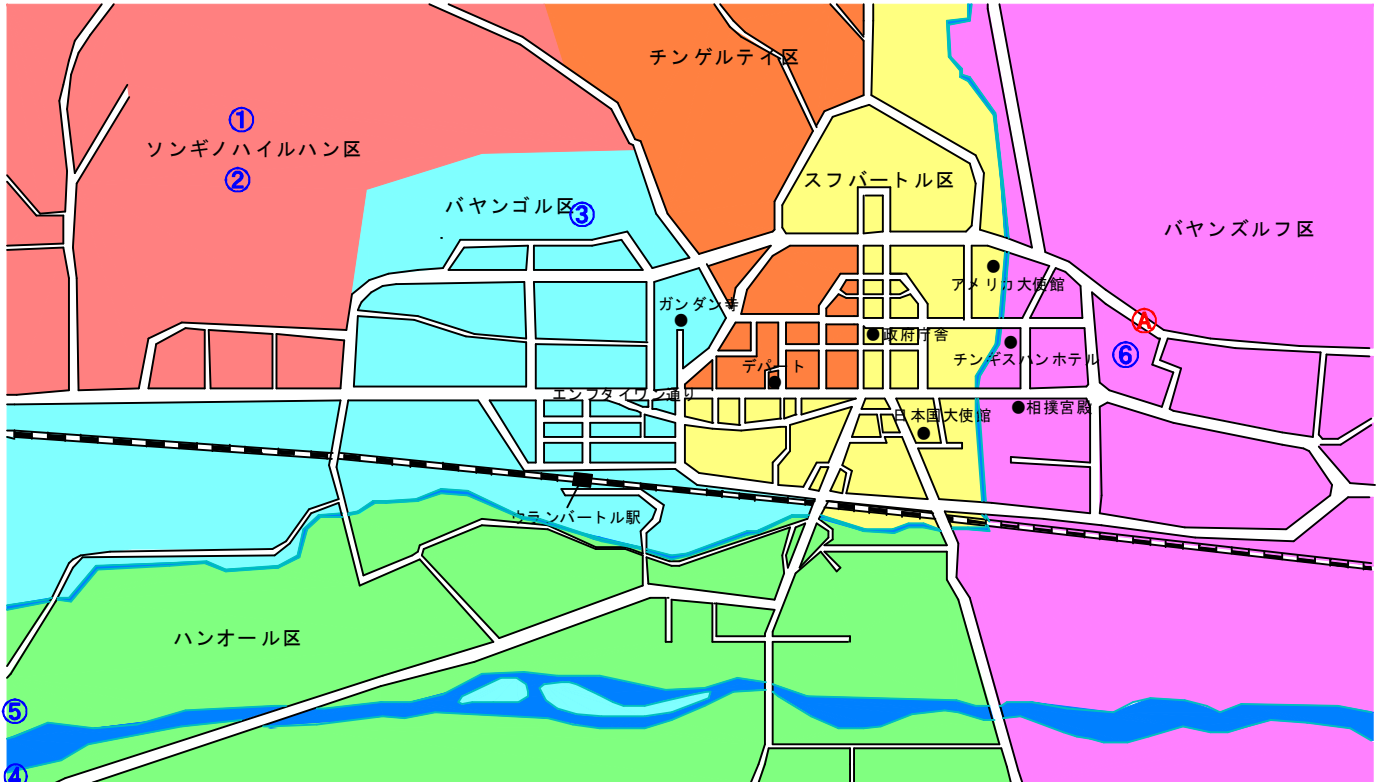 チンゲルテイ区
①
ソンギノハイルハン区
②
スフバートル区
バヤンゴル区
③
バヤンズルフ区
アメリカ大使館
ガンダン寺
Ⓐ
政府庁舎
チンギスハンホテル
⑥
デパート
エンフタイワン通り
相撲宮殿
日本国大使館
ウランバートル駅
ハンオール区
⑤
④